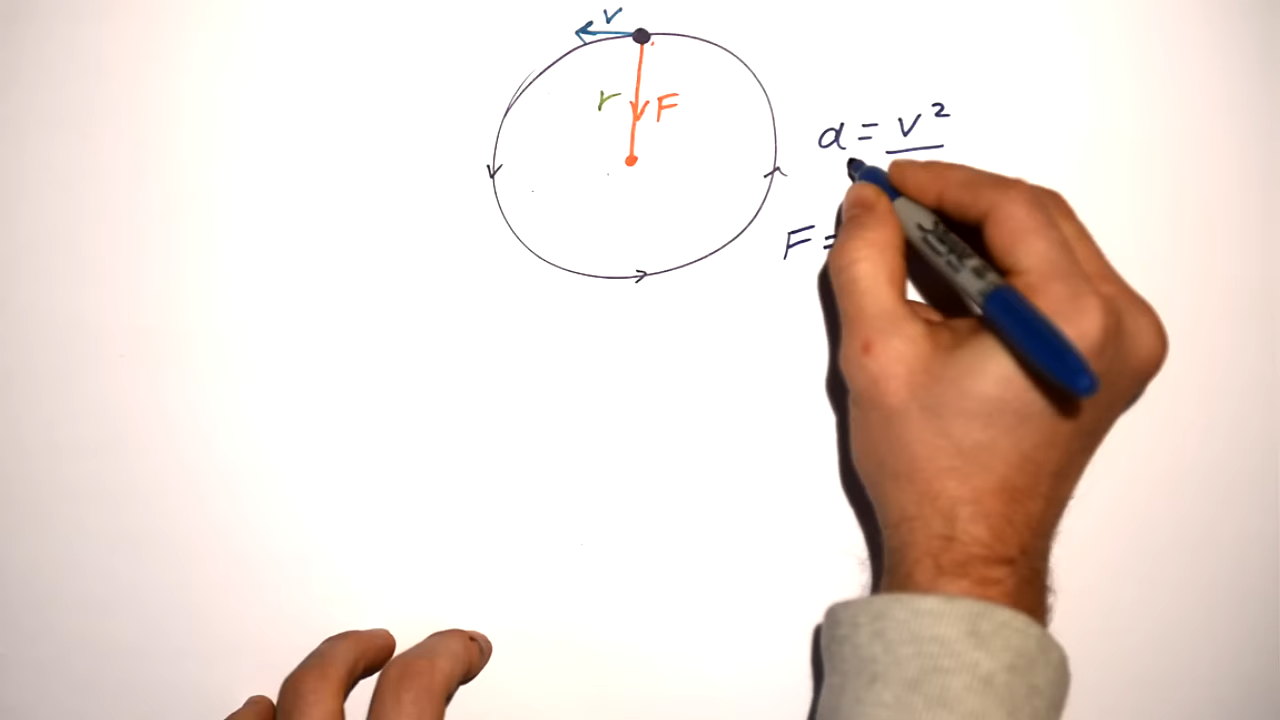 v
r F
a = v²
F =